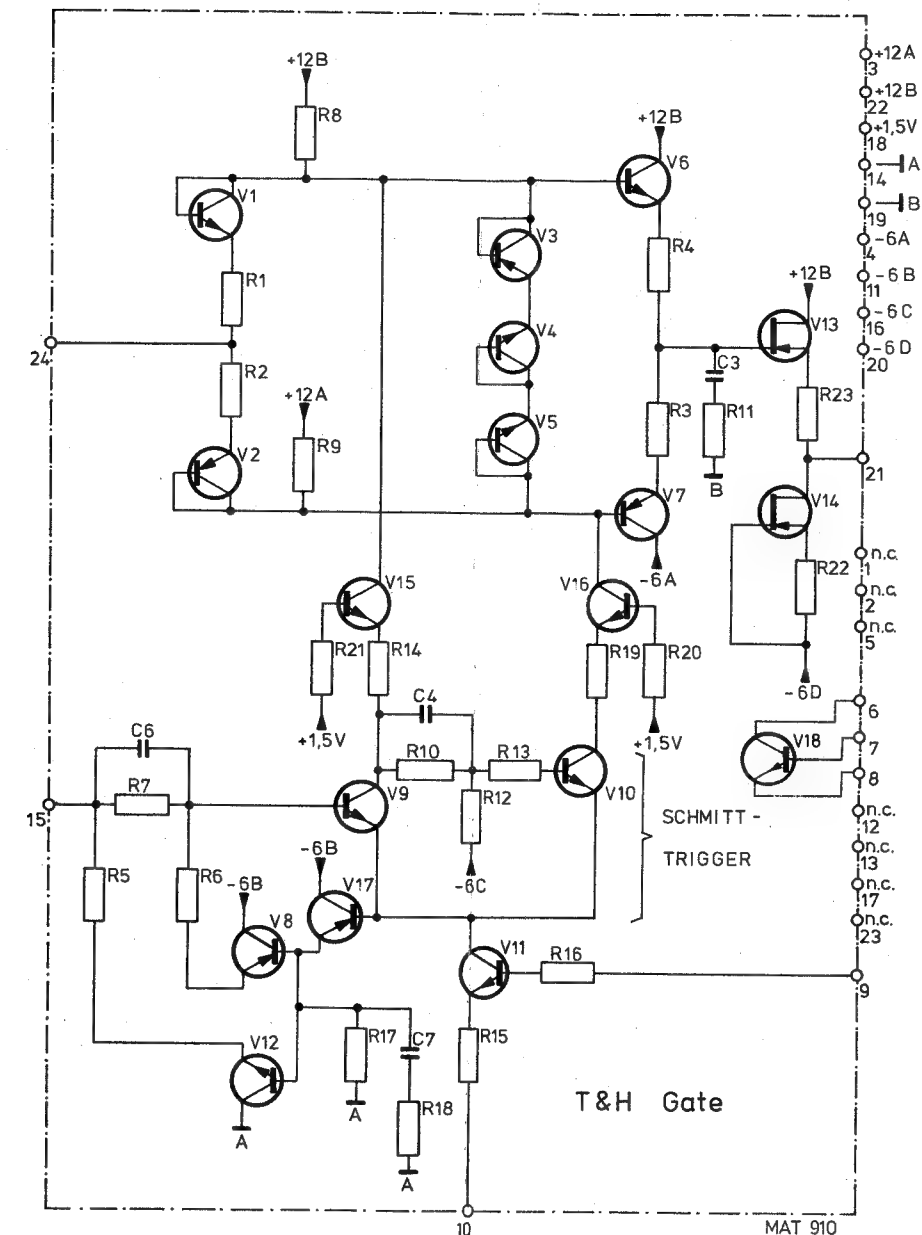 +12B
R8
+12B
V6
V1
V3
R4
R1
24
R2
V4
+12A
R9
V5
V2
C3
R3
R11
B
V7
-6A
+12A
3
+12B
22
+1,5V
18
A
14
B
19
-6A
4
-6B
11
-6C
16
-6D
20
+12B
V13
R23
21
V14
R22
-6D
n.c.
1
n.c.
2
n.c.
5
V15
R21
R14
+1,5V
V16
R19
R20
+1,5V
C4
R10
R13
R12
-6C
V9
V10
C6
R7
15
R5
R6
-6B
V8
-6B
V17
SCHMITT -
TRIGGER
V18
6
7
8
n.c.
12
n.c.
13
n.c.
17
n.c.
23
V11
R16
9
V12
A
R17
A
C7
R18
A
R15
10
T&H Gate
MAT 910